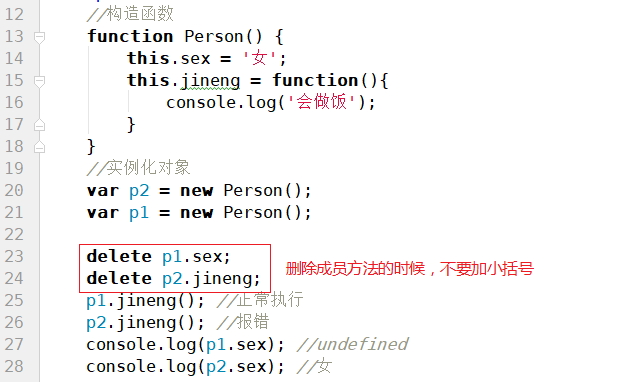 12 //构造函数
13 function Person() {
14 this.sex = '女';
15 this.jineng = function(){
16 console.log('会做饭');
17 }
18 }
19 //实例化对象
20 var p2 = new Person();
21 var p1 = new Person();
22
23 delete p1.sex;
24 delete p2.jineng;
删除成员方法的时候，不要加小括号
25 p1.jineng(); //正常执行
26 p2.jineng(); //报错
27 console.log(p1.sex); //undefined
28 console.log(p2.sex); //女